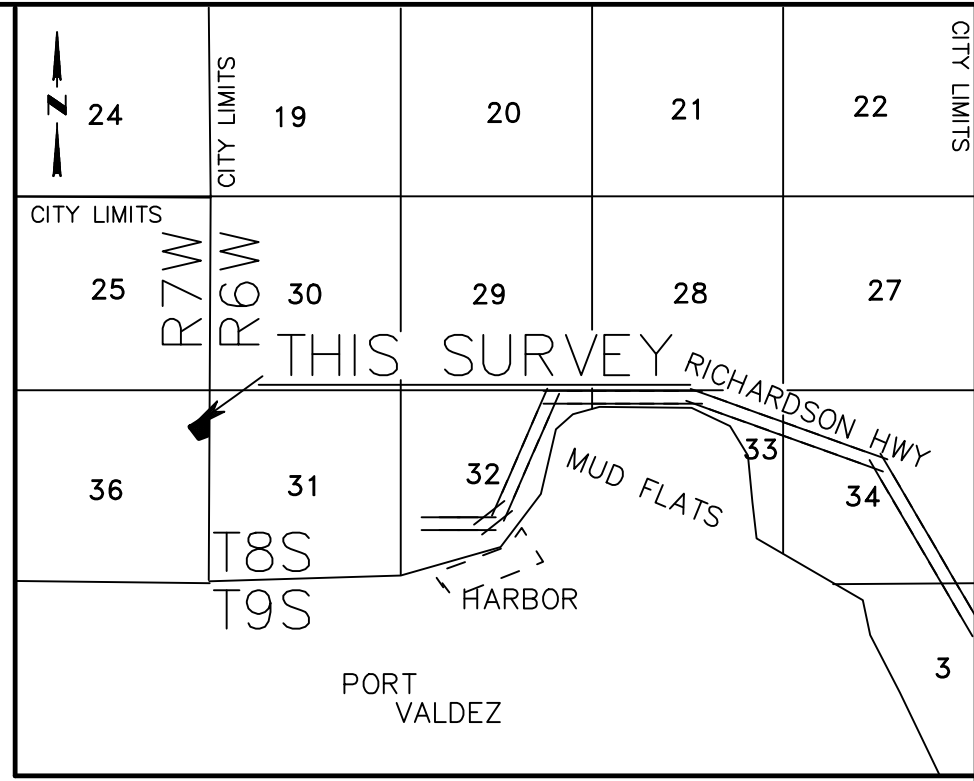 N
24
CITY LIMITS
19
20
21
22
CITY LIMITS
CITY LIMITS
25
R7W
R6W
30
29
28
27
THIS SURVEY
RICHARDSON HWY
36
31
32
MUD FLATS
33
34
T8S
T9S
HARBOR
3
PORT
VALDEZ